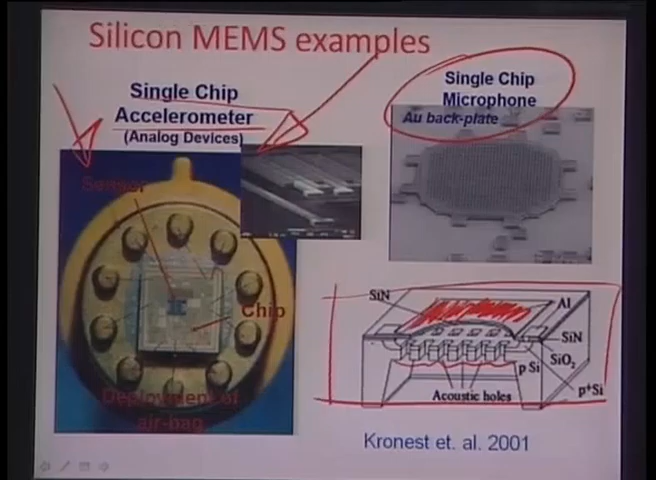 Silicon MEMS examples
Single Chip
Accelerometer
(Analog Devices)
Sensor
Chip
Deployment of
air-bag
Single Chip
Microphone
Au back-plate
SiN
Al
SiN
SiO2
p Si
p+Si
Acoustic holes
Kronest et. al. 2001